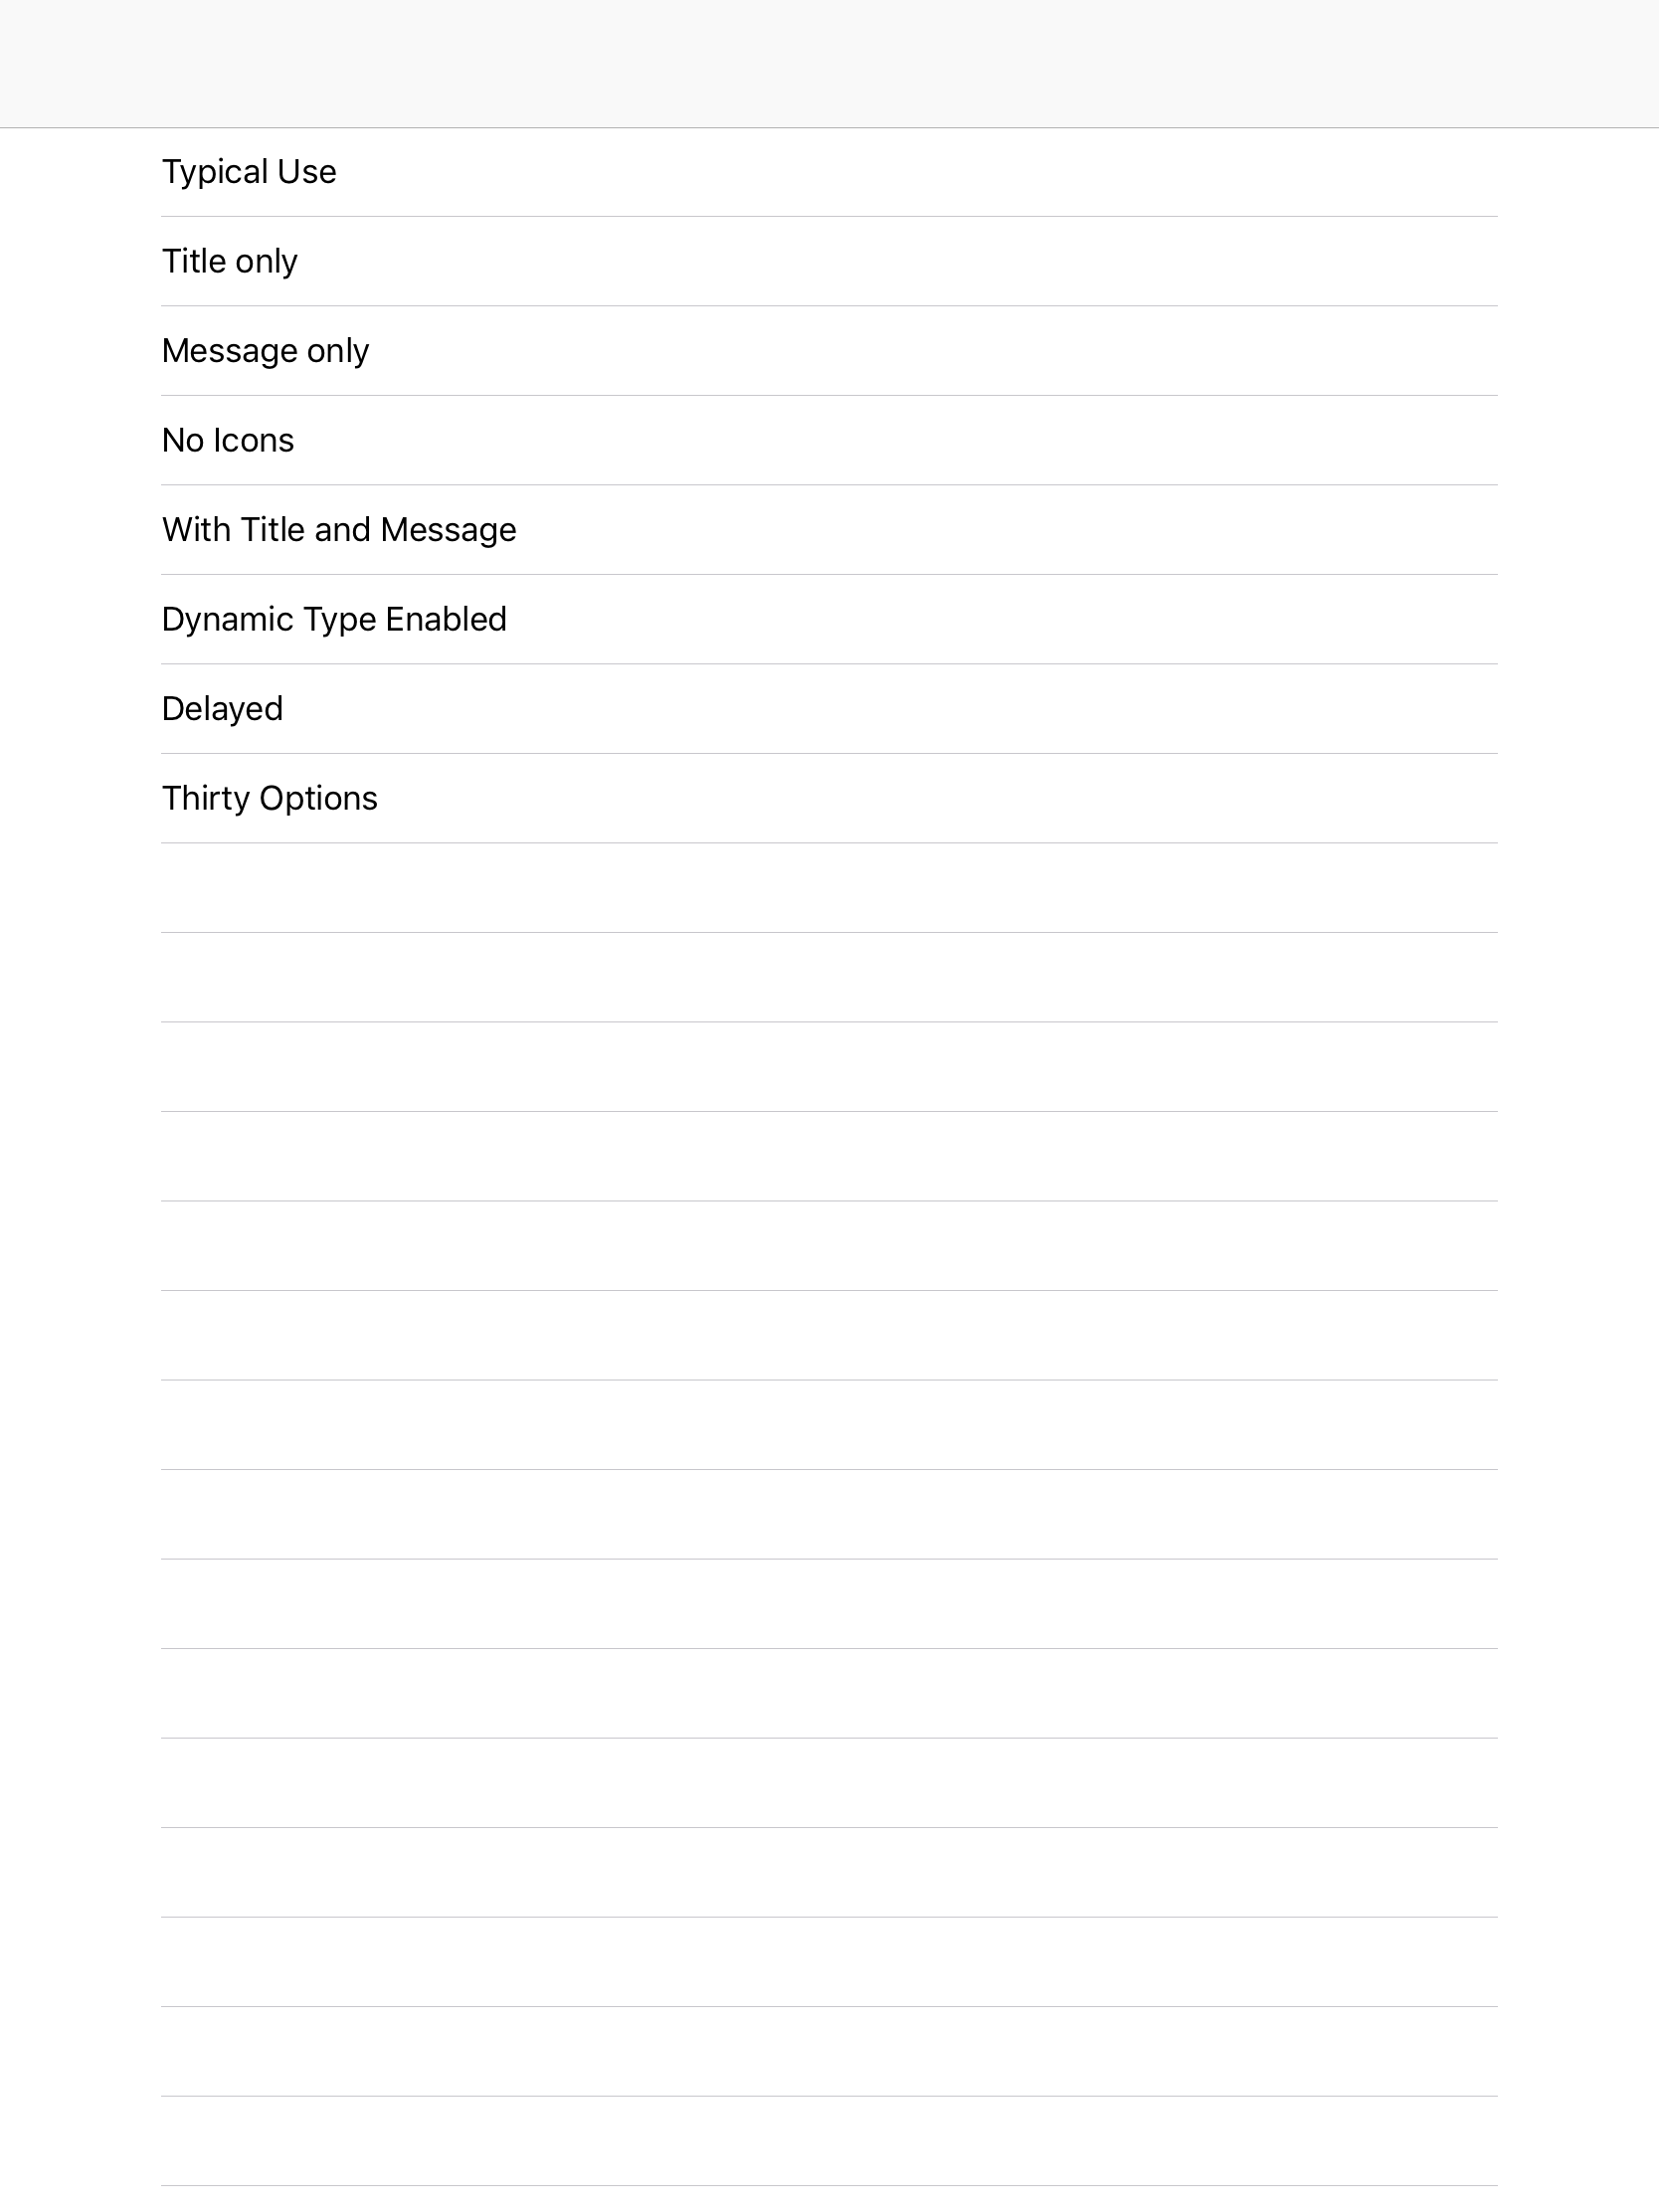 Typical Use
Title only
Message only
No Icons
With Title and Message
Dynamic Type Enabled
Delayed
Thirty Options